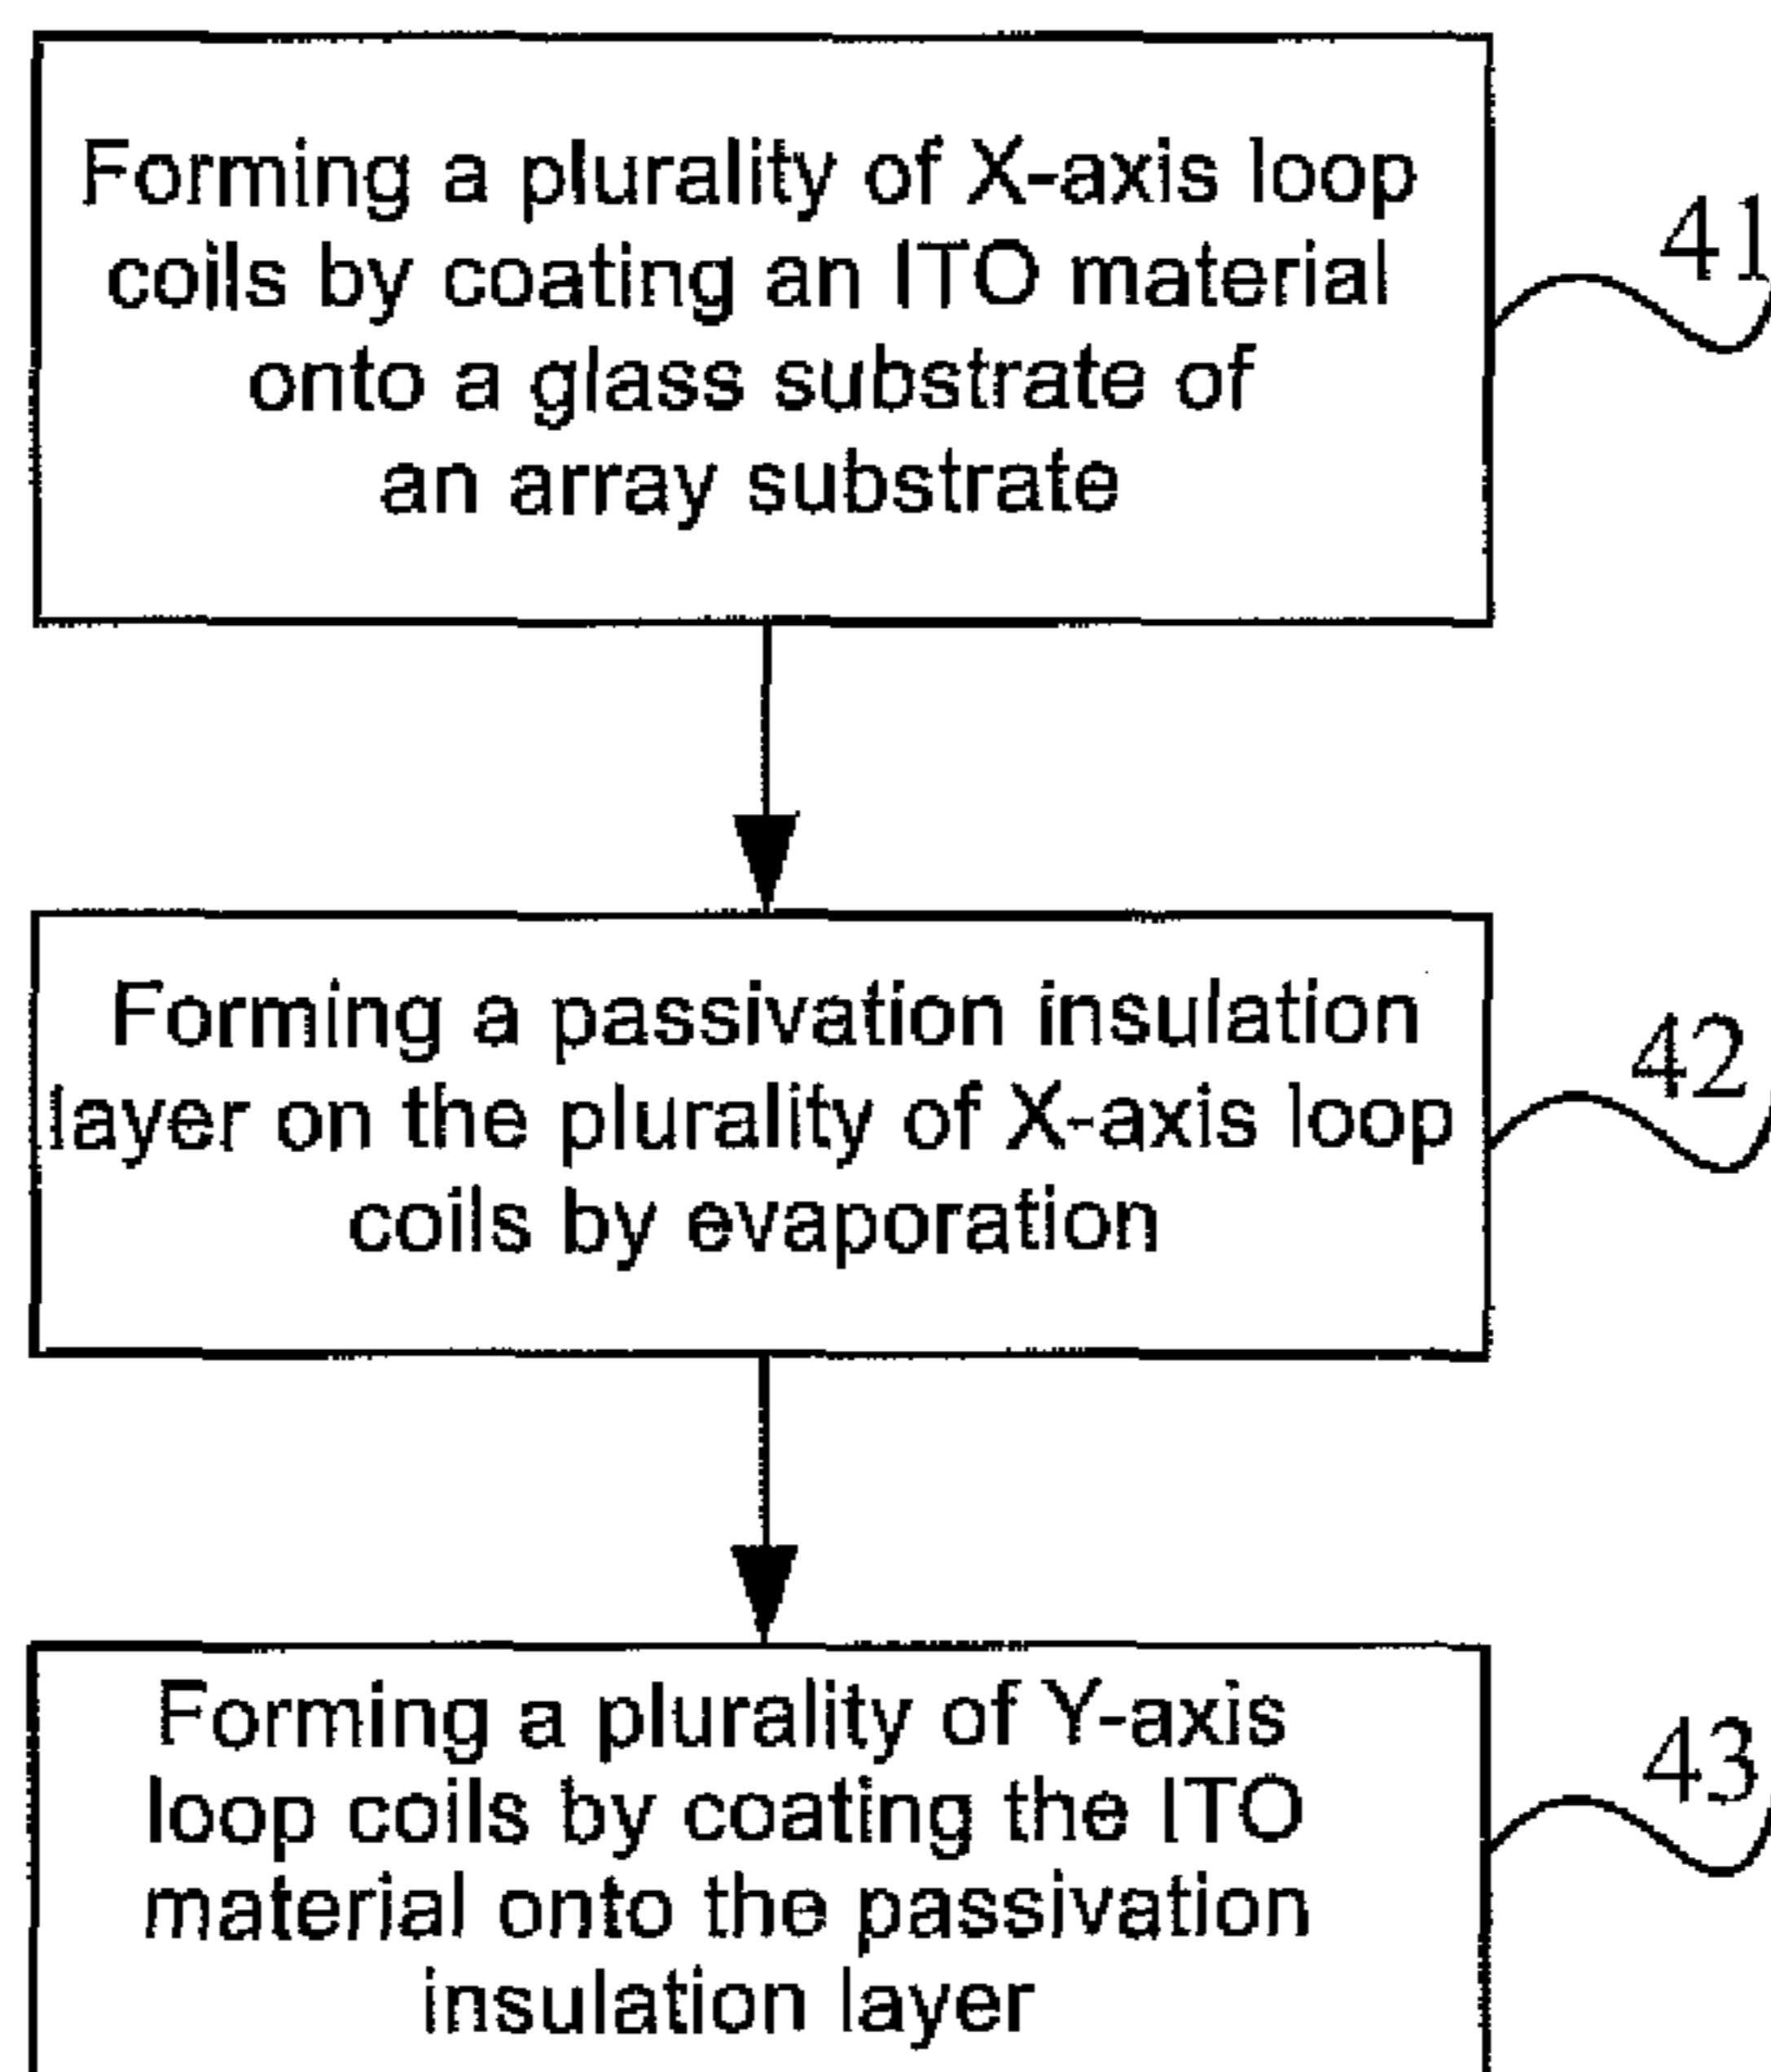 Forming a plurality of X-axis loop
coils by coating an ITO material
onto a glass substrate of
an array substrate
41
Forming a passivation insulation
layer on the plurality of X-axis loop
coils by evaporation
42
Forming a plurality of Y-axis
loop coils by coating the ITO
material onto the passivation
insulation layer
43